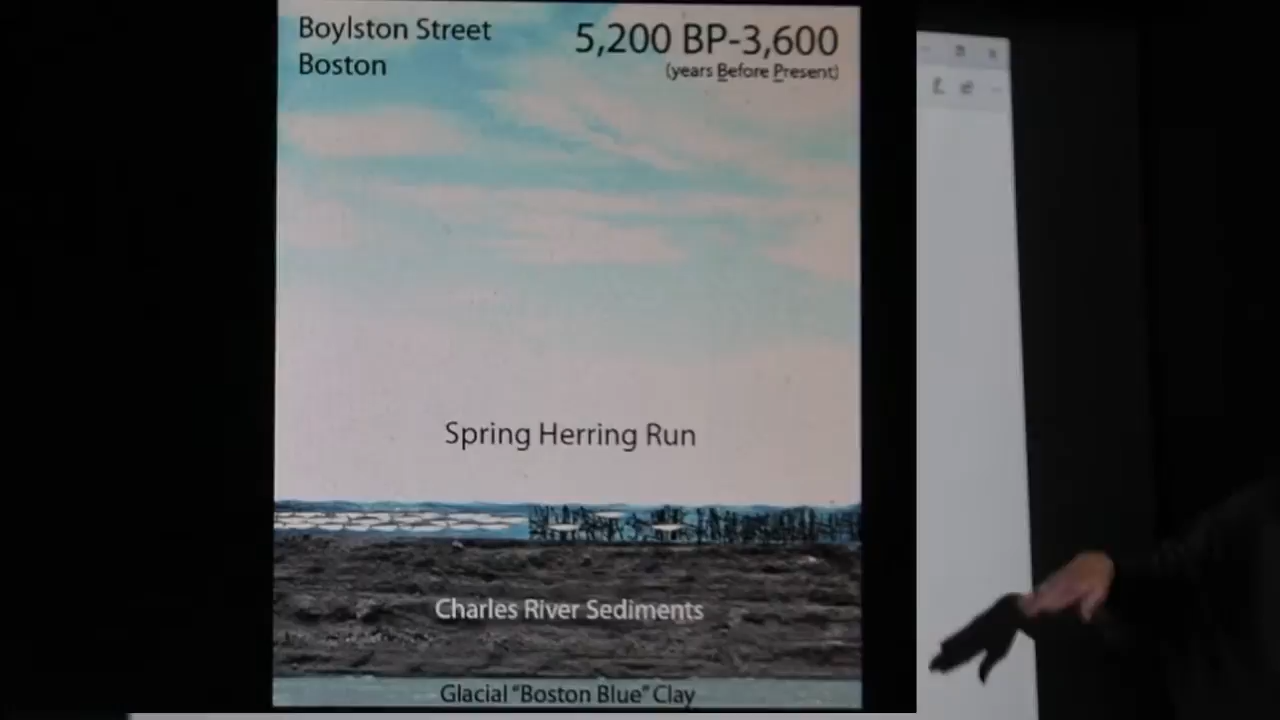 Boylston Street
Boston
5,200 BP-3,600
(years Before Present)
Spring Herring Run
Charles River Sediments
Glacial "Boston Blue" Clay